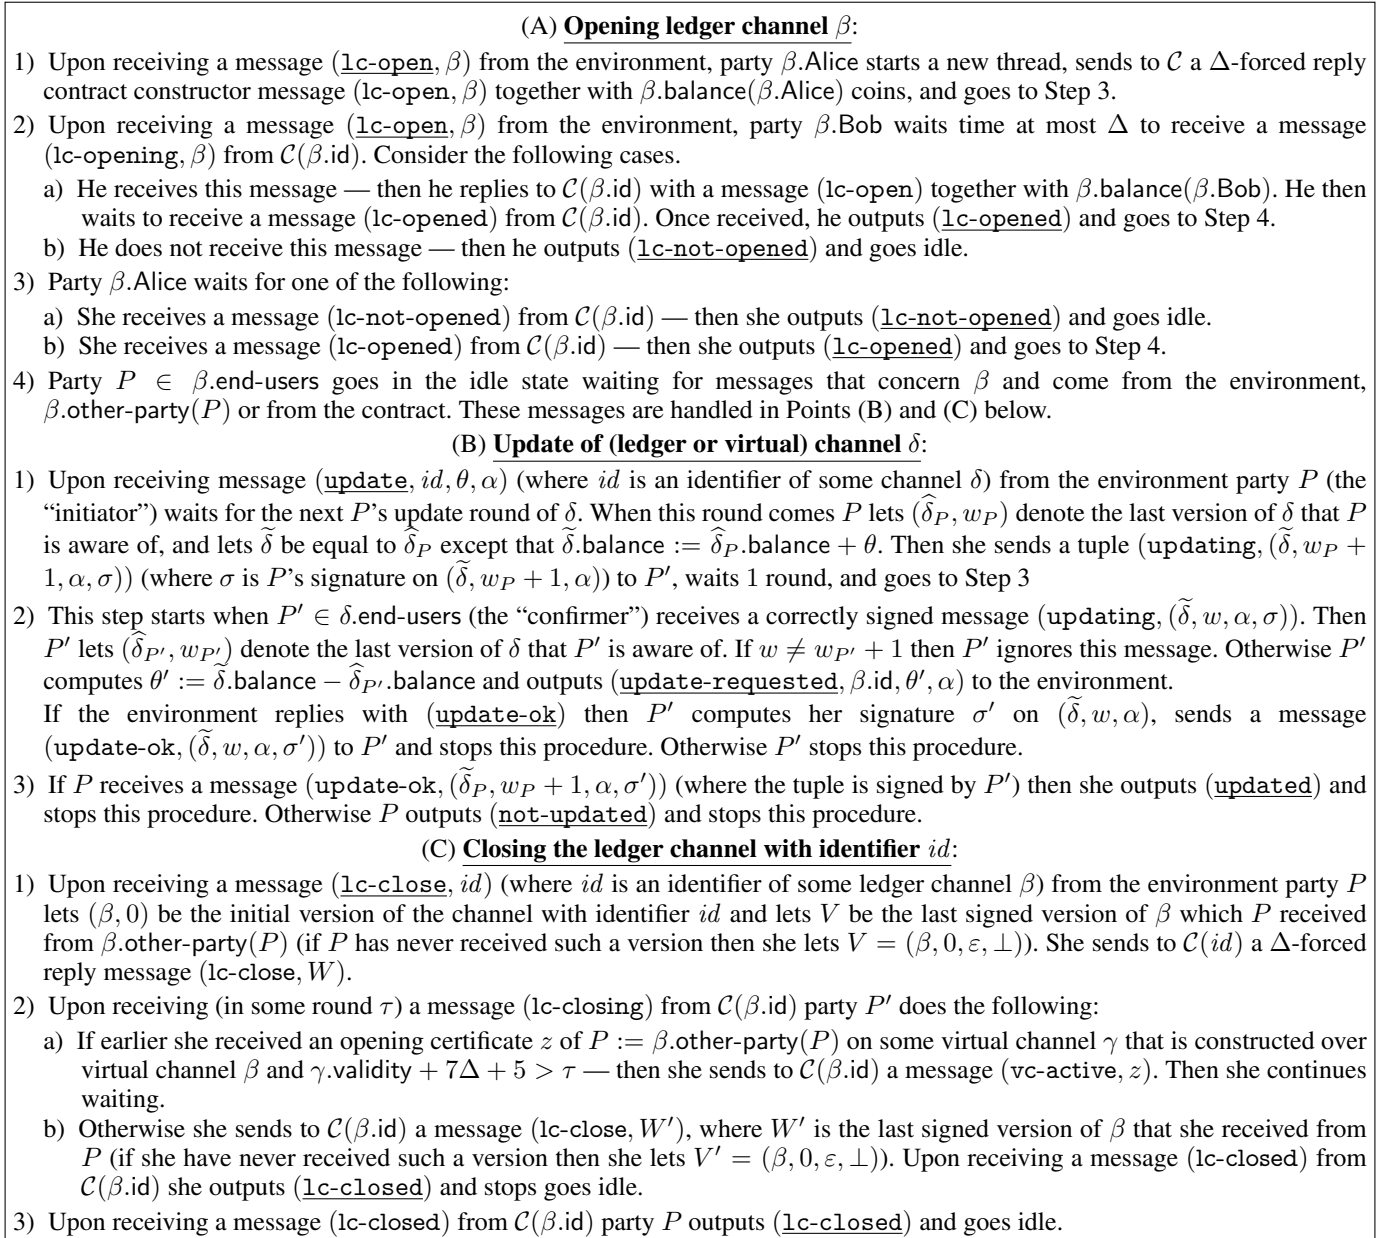 (A) Opening ledger channel β:
1) Upon receiving a message (lc-open, β) from the environment, party β.Alice starts a new thread, sends to C a Δ-forced reply
contract constructor message (lc-open, β) together with β.balance(β.Alice) coins, and goes to Step 3.
2) Upon receiving a message (lc-open, β) from the environment, party β.Bob waits time at most Δ to receive a message
(lc-opening, β) from C(β.id). Consider the following cases.
a) He receives this message — then he replies to C(β.id) with a message (lc-open) together with β.balance(β.Bob). He then
waits to receive a message (lc-opened) from C(β.id). Once received, he outputs (lc-opened) and goes to Step 4.
b) He does not receive this message — then he outputs (lc-not-opened) and goes idle.
3) Party β.Alice waits for one of the following:
a) She receives a message (lc-not-opened) from C(β.id) — then she outputs (lc-not-opened) and goes idle.
b) She receives a message (lc-opened) from C(β.id) — then she outputs (lc-opened) and goes to Step 4.
4) Party P ∈ β.end-users goes in the idle state waiting for messages that concern β and come from the environment,
β.other-party(P) or from the contract. These messages are handled in Points (B) and (C) below.
(B) Update of (ledger or virtual) channel δ:
1) Upon receiving message (update, id, θ, α) (where id is an identifier of some channel δ) from the environment party P (the
“initiator”) waits for the next P’s update round of δ. When this round comes P lets (δ̂_P, w_P) denote the last version of δ that P
is aware of, and lets δ̃ be equal to δ̂_P except that δ̃.balance := δ̂_P.balance + θ. Then she sends a tuple (updating, (δ̃, w_P +
1, α, σ)) (where σ is P’s signature on (δ̃, w_P + 1, α)) to P′, waits 1 round, and goes to Step 3
2) This step starts when P′ ∈ δ.end-users (the “confirmer”) receives a correctly signed message (updating, (δ̃, w, α, σ)). Then
P′ lets (δ̂_P′, w_P′) denote the last version of δ that P′ is aware of. If w ≠ w_P′ + 1 then P′ ignores this message. Otherwise P′
computes θ′ := δ̃.balance − δ̂_P′.balance and outputs (update-requested, β.id, θ′, α) to the environment.
If the environment replies with (update-ok) then P′ computes her signature σ′ on (δ̃, w, α), sends a message
(update-ok, (δ̃, w, α, σ′)) to P′ and stops this procedure. Otherwise P′ stops this procedure.
3) If P receives a message (update-ok, (δ̃_P, w_P + 1, α, σ′)) (where the tuple is signed by P′) then she outputs (updated) and
stops this procedure. Otherwise P outputs (not-updated) and stops this procedure.
(C) Closing the ledger channel with identifier id:
1) Upon receiving a message (lc-close, id) (where id is an identifier of some ledger channel β) from the environment party P
lets (β, 0) be the initial version of the channel with identifier id and lets V be the last signed version of β which P received
from β.other-party(P) (if P has never received such a version then she lets V = (β, 0, ε, ⊥)). She sends to C(id) a Δ-forced
reply message (lc-close, W).
2) Upon receiving (in some round τ) a message (lc-closing) from C(β.id) party P′ does the following:
a) If earlier she received an opening certificate z of P := β.other-party(P) on some virtual channel γ that is constructed over
virtual channel β and γ.validity + 7Δ + 5 > τ — then she sends to C(β.id) a message (vc-active, z). Then she continues
waiting.
b) Otherwise she sends to C(β.id) a message (lc-close, W′), where W′ is the last signed version of β that she received from
P (if she have never received such a version then she lets V′ = (β, 0, ε, ⊥)). Upon receiving a message (lc-closed) from
C(β.id) she outputs (lc-closed) and stops goes idle.
3) Upon receiving a message (lc-closed) from C(β.id) party P outputs (lc-closed) and goes idle.